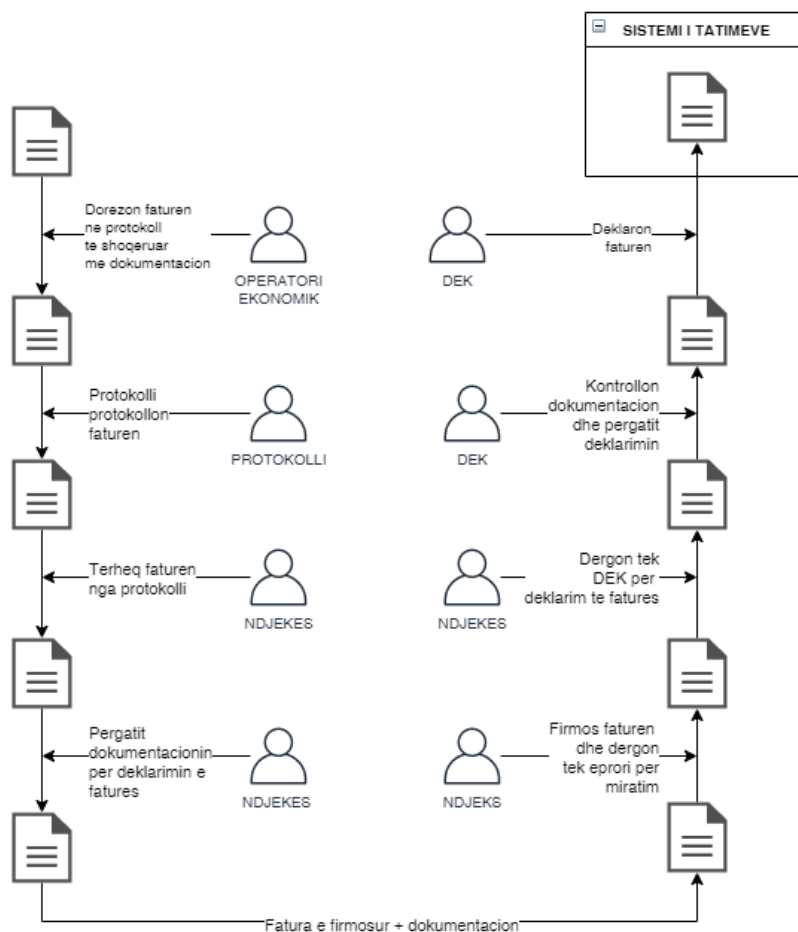 SISTEMI I TATIMEVE
Dorezon faturen
ne protokoll
te shoqeruar
me dokumentacion
OPERATORI
EKONOMIK
DEK
Deklaron
faturen
Protokolli
protokollon
faturen
PROTOKOLLI
DEK
Kontrollon
dokumentacion
dhe pergatit
deklarimin
Terheq faturen
nga protokolli
NDJEKES
NDJEKES
Dergon tek
DEK per
deklarim te fatures
Pergatit
dokumentacionin
per deklarimin e
fatures
NDJEKES
NDJEKS
Firmos faturen
dhe dergon
tek eprori per
miratim
Fatura e firmosur + dokumentacion